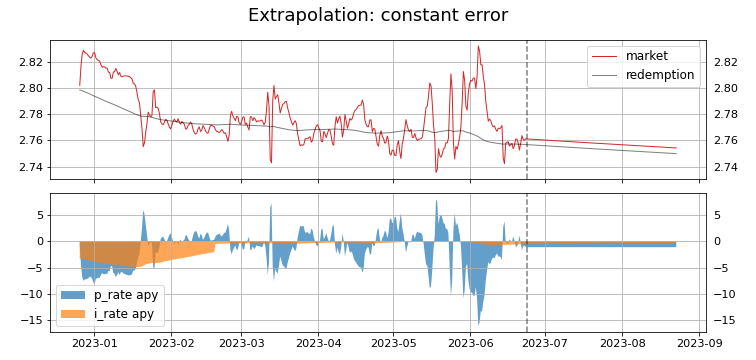 Extrapolation: constant error
2.82 2.82
2.80 2.80
2.78 2.78
2.76 2.76
2.74 2.74
market
redemption
5 5
0 0
−5 −5
−10 −10
−15 −15
p_rate apy
i_rate apy
2023-01 2023-02 2023-03 2023-04 2023-05 2023-06 2023-07 2023-08 2023-09